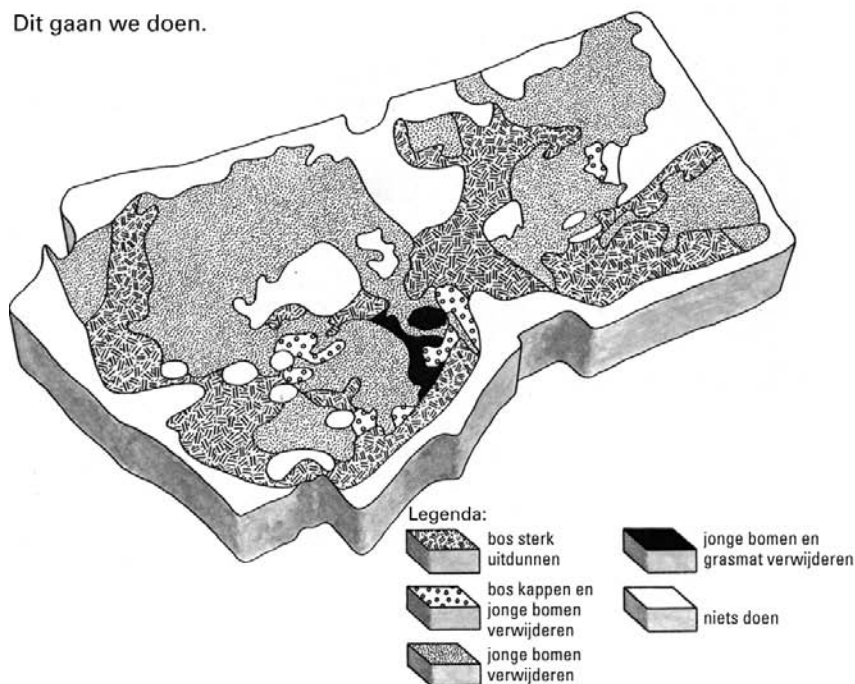 Dit gaan we doen.
Legenda:
bos sterk
uitdunnen
bos kappen en
jonge bomen
verwijderen
jonge bomen
verwijderen
jonge bomen en
grasmat verwijderen
niets doen